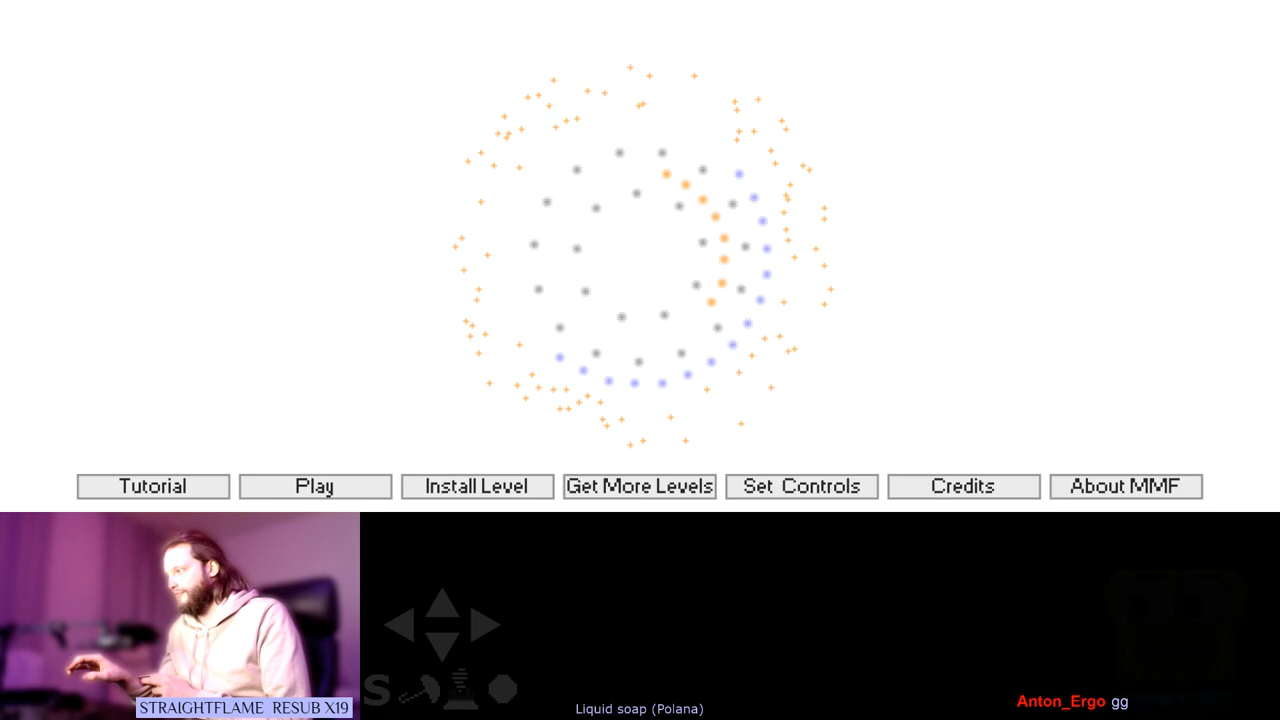 Tutorial
Play
Install Level
Get More Levels
Set Controls
Credits
About MMF
S
STRAIGHTFLAME RESUB X19
Liquid soap (Polana)
Anton_Ergo gg